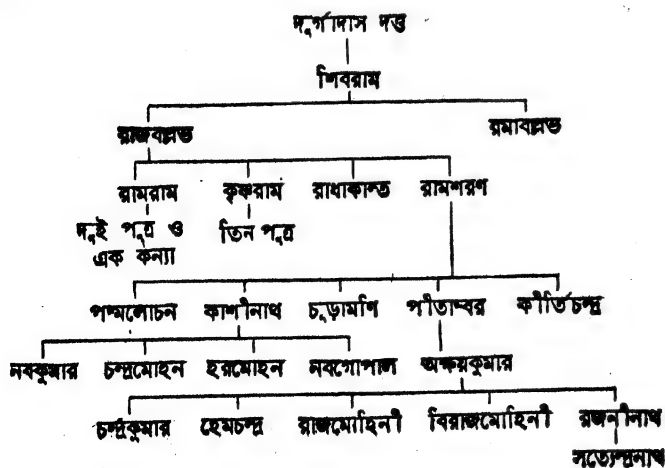 দুর্গাদাস দত্ত
শিবরাম
রাজবল্লভ রমাবল্লভ
রামরাম কৃষ্ণরাম রাধাকান্ত রামশরণ
দুই পুত্র ও তিন পুত্র
এক কন্যা
পদ্মলোচন কাশীনাথ চূড়ামণি পীতাম্বর কীর্তিচন্দ্র
নবকুমার চন্দ্রমোহন হরমোহন নবগোপাল অক্ষয়কুমার
চন্দ্রকুমার হেমচন্দ্র রাজমোহিনী বিরাজমোহিনী রজনীনাথ
সত্যেন্দ্রনাথ